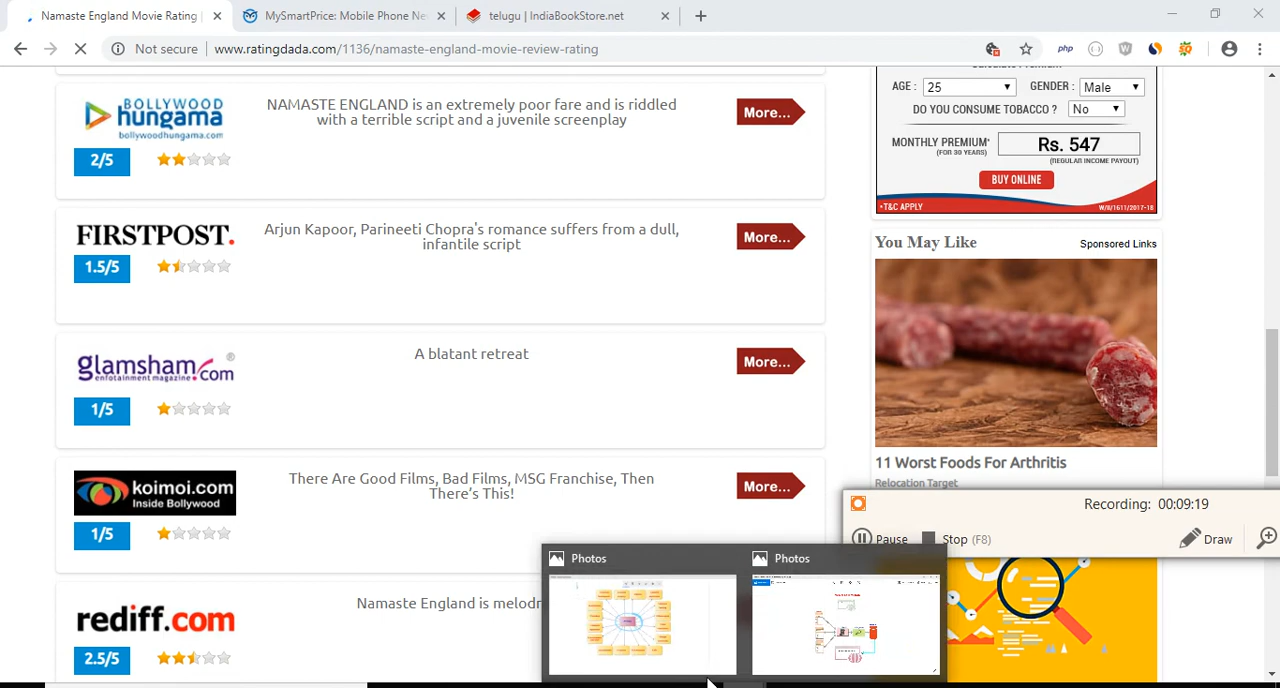 Namaste England Movie Rating
MySmartPrice: Mobile Phone Ne
telugu | IndiaBookStore.net
Not secure
www.ratingdada.com/1136/namaste-england-movie-review-rating
php
BOLLYWOOD
hungama
bollywoodhungama.com
2/5
NAMASTE ENGLAND is an extremely poor fare and is riddled
with a terrible script and a juvenile screenplay
More...
FIRSTPOST.
1.5/5
Arjun Kapoor, Parineeti Chopra's romance suffers from a dull,
infantile script
More...
glamsham.com®
enfotainment magazine.
1/5
A blatant retreat
More...
koimoi.com
Inside Bollywood
1/5
There Are Good Films, Bad Films, MSG Franchise, Then
There's This!
More...
rediff.com
2.5/5
Namaste England is melodr
AGE : 25 GENDER : Male
DO YOU CONSUME TOBACCO ? No
MONTHLY PREMIUM* Rs. 547
(FOR 30 YEARS)
(REGULAR INCOME PAYOUT)
BUY ONLINE
*T&C APPLY
W/II/1611/2017-18
You May Like
Sponsored Links
11 Worst Foods For Arthritis
Relocation Target
Recording: 00:09:19
Pause
Stop (F8)
Draw
Photos
Photos